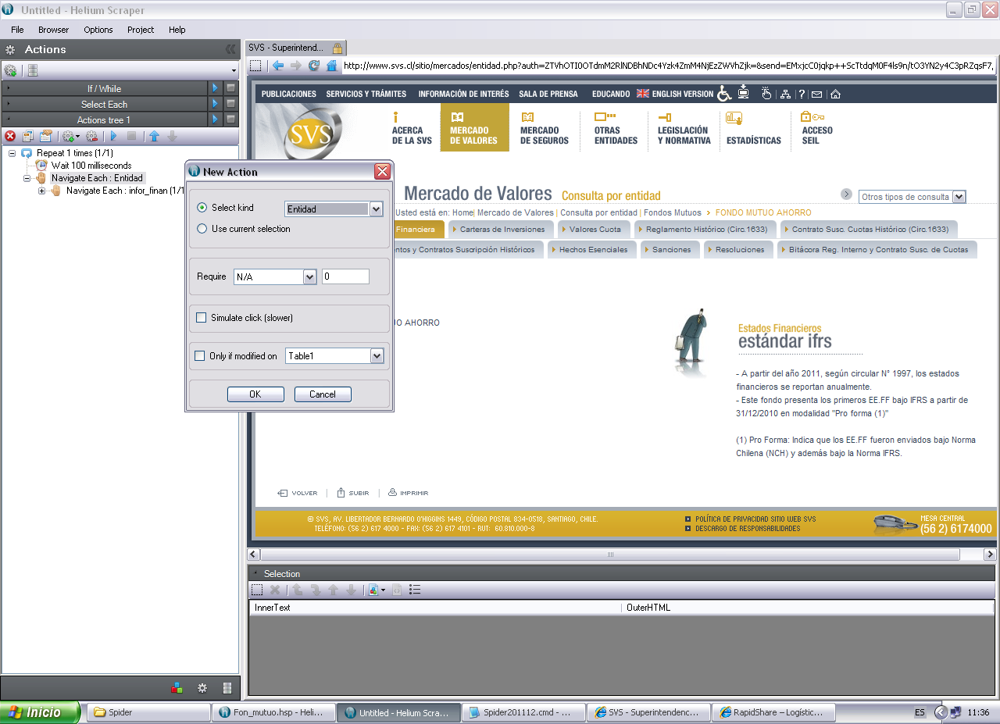 Untitled - Helium Scraper
File Browser Options Project Help
Actions
If / While
Select Each
Actions tree 1
Repeat 1 times (1/1)
Wait 100 milliseconds
Navigate Each : Entidad
Navigate Each : infor_finan (1/1
New Action
Select kind
Entidad
Use current selection
Require
N/A
0
Simulate click (slower)
Only if modified on
Table1
OK
Cancel
SVS - Superintend...
http://www.svs.cl/sitio/mercados/entidad.php?auth=
PUBLICACIONES SERVICIOS Y TRÁMITES INFORMACIÓN DE INTERÉS SALA DE PRENSA EDUCANDO ENGLISH VERSION ?
SVS
ACERCA
DE LA SVS
MERCADO
DE VALORES
MERCADO
DE SEGUROS
OTRAS
ENTIDADES
LEGISLACIÓN
Y NORMATIVA
ESTADÍSTICAS
ACCESO
SEIL
Mercado de Valores Consulta por entidad
Otros tipos de consulta
Usted está en: Home| Mercado de Valores | Consulta por entidad | Fondos Mutuos > FONDO MUTUO AHORRO
Financiera
Carteras de Inversiones
Valores Cuota
Reglamento Histórico (Circ.1633)
Contrato Susc. Cuotas Histórico (Circ.1633)
ntos y Contratos Suscripción Históricos
Hechos Esenciales
Sanciones
Resoluciones
Bitácora Reg. Interno y Contrato Susc. de Cuotas
UO AHORRO
Estados Financieros
estándar ifrs
- A partir del año 2011, según circular N° 1997, los estados
financieros se reportan anualmente.
- Este fondo presenta los primeros EE.FF bajo IFRS a partir de
31/12/2010 en modalidad "Pro forma (1)"
(1) Pro Forma: Indica que los EE.FF fueron enviados bajo Norma
Chilena (NCH) y además bajo la Norma IFRS.
VOLVER | SUBIR | IMPRIMIR
© SVS, AV. LIBERTADOR BERNARDO O'HIGGINS 1449, CÓDIGO POSTAL 834-0518, SANTIAGO, CHILE.
TELÉFONO: (56 2) 617 4000 - FAX: (56 2) 617 4101 - RUT: 60.810.000-8
POLÍTICA DE PRIVACIDAD SITIO WEB SVS
DESCARGO DE RESPONSABILIDADES
MESA CENTRAL
(56 2) 6174000
Selection
InnerText
OuterHTML
Inicio
Spider
Fon_mutuo.hsp - Heli...
Untitled - Helium Scra...
Spider201112.cmd - ...
SVS - Superintendenc...
RapidShare – Logístic...
ES
11:36